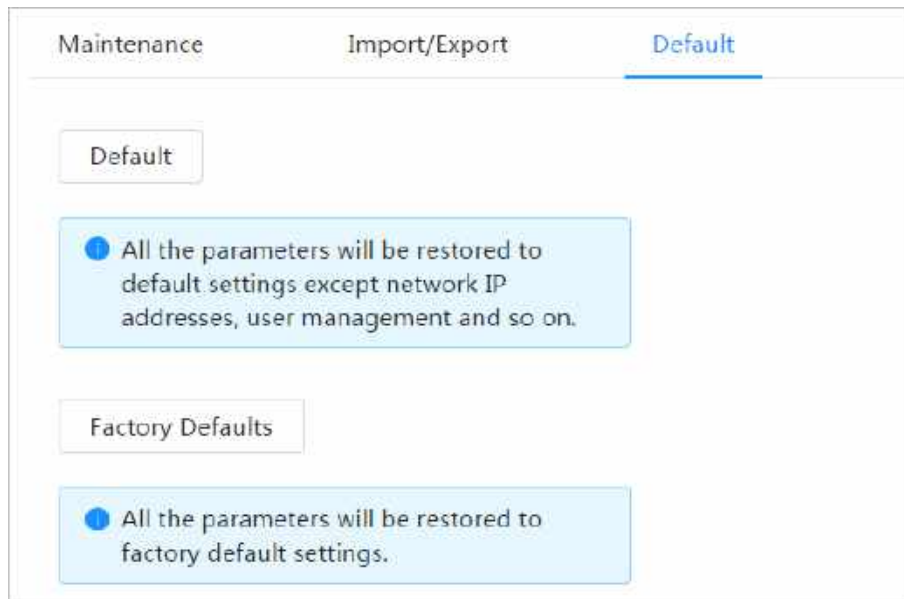 Maintenance Import/Export Default
Default
All the parameters will be restored to
default settings except network IP
addresses, user management and so on.
Factory Defaults
All the parameters will be restored to
factory default settings.